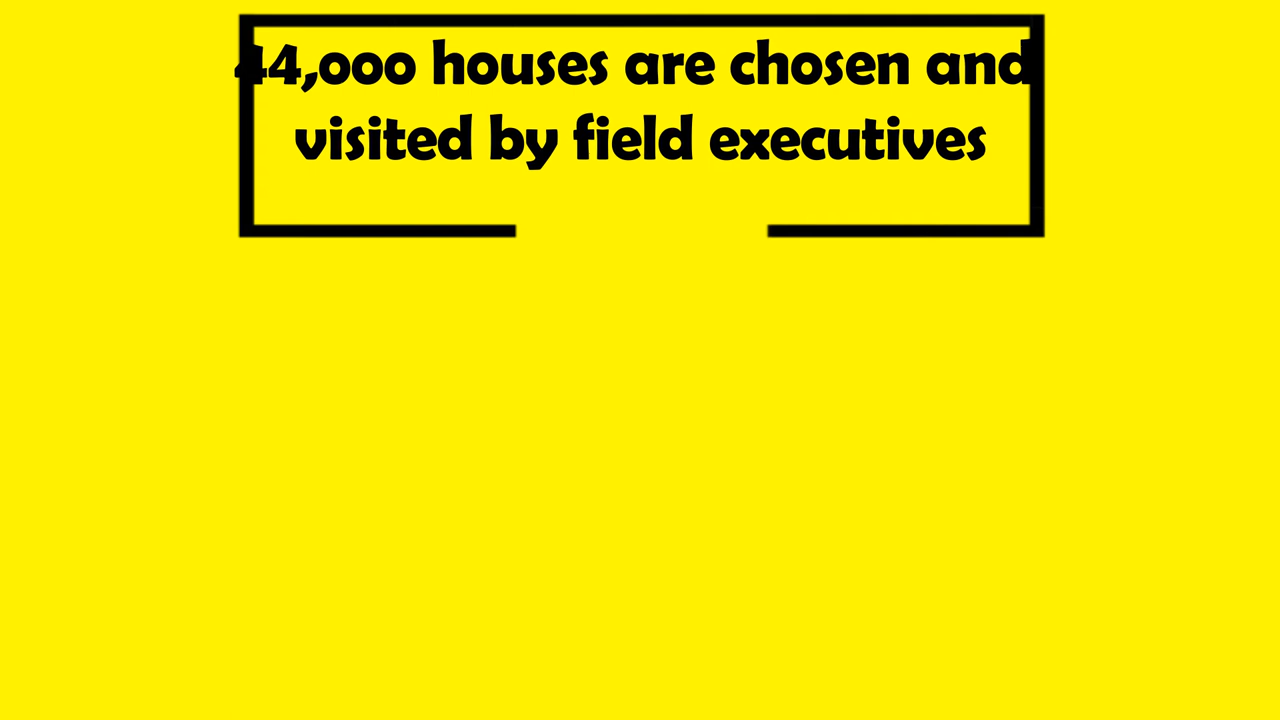 44,000 houses are chosen and
visited by field executives